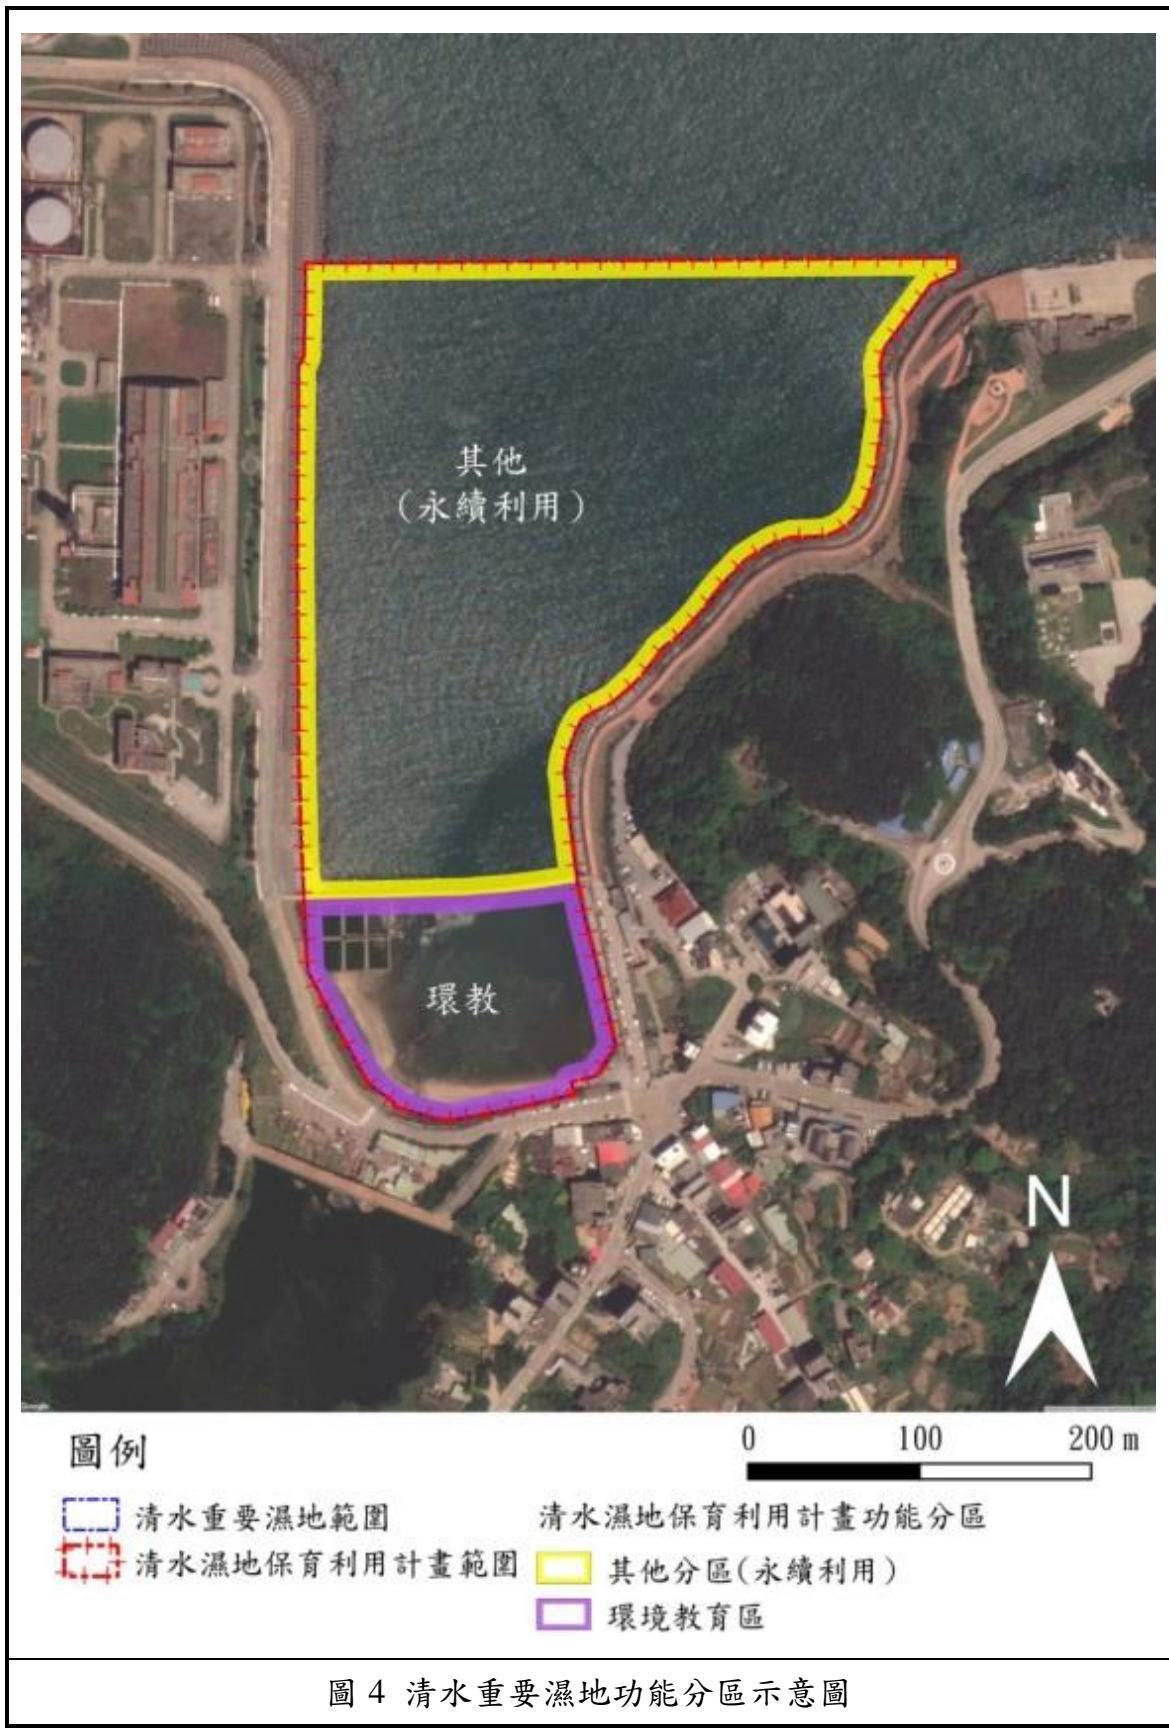 其他
（永續利用）
環教
N
圖例
0 100 200 m
清水重要濕地範圍
清水濕地保育利用計畫範圍
清水濕地保育利用計畫功能分區
其他分區(永續利用)
環境教育區
圖 4 清水重要濕地功能分區示意圖